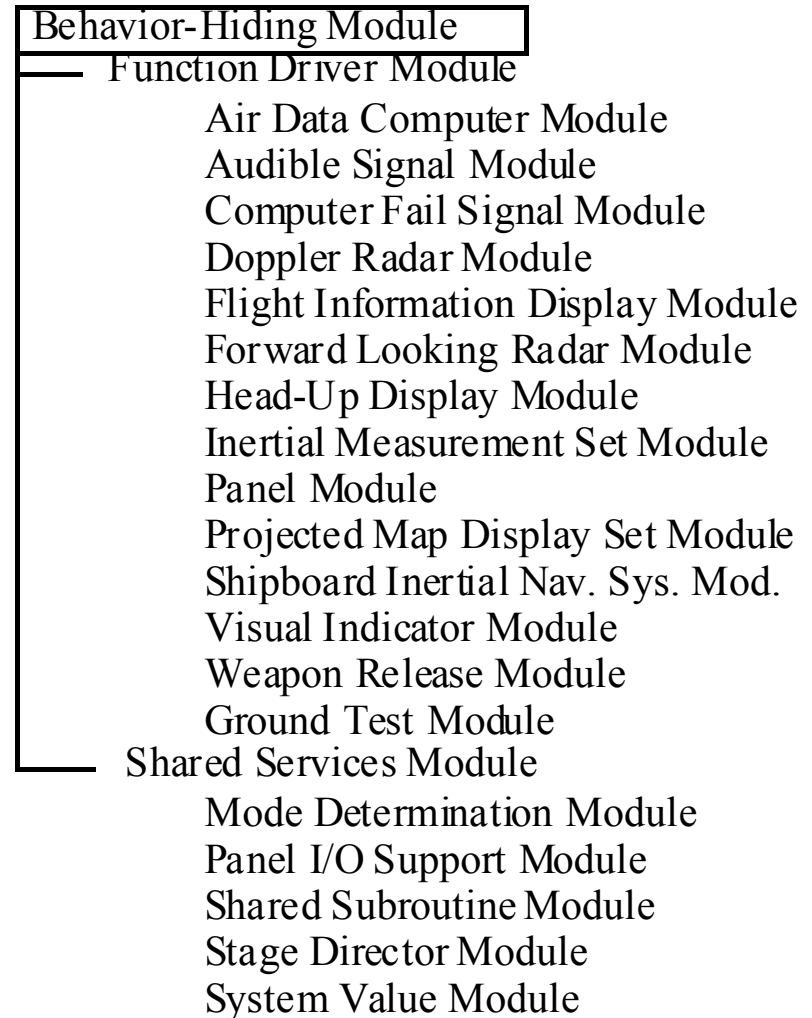 Behavior-Hiding Module
Function Driver Module
Air Data Computer Module
Audible Signal Module
Computer Fail Signal Module
Doppler Radar Module
Flight Information Display Module
Forward Looking Radar Module
Head-Up Display Module
Inertial Measurement Set Module
Panel Module
Projected Map Display Set Module
Shipboard Inertial Nav. Sys. Mod.
Visual Indicator Module
Weapon Release Module
Ground Test Module
Shared Services Module
Mode Determination Module
Panel I/O Support Module
Shared Subroutine Module
Stage Director Module
System Value Module